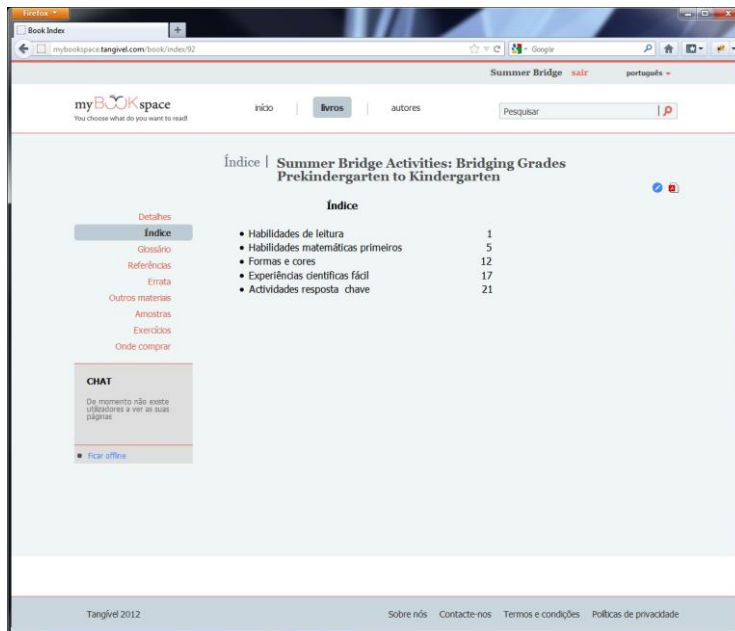 Firefox
Book Index
mybookspace.tangivel.com/book/index/92
Google
Summer Bridge sair português
myBOOKspace
You choose what do you want to read!
início | livros | autores
Pesquisar
Índice | Summer Bridge Activities: Bridging Grades
Prekindergarten to Kindergarten
Índice
• Habilidades de leitura 1
• Habilidades matemáticas primeiros 5
• Formas e cores 12
• Experiências científicas fácil 17
• Actividades resposta chave 21
Detalhes
Índice
Glossário
Referências
Errata
Outros materiais
Amostras
Exercícios
Onde comprar
CHAT
De momento não existe
utilizadores a ver as suas
páginas
Ficar offline
Tangível 2012
Sobre nós Contacte-nos Termos e condições Políticas de privacidade